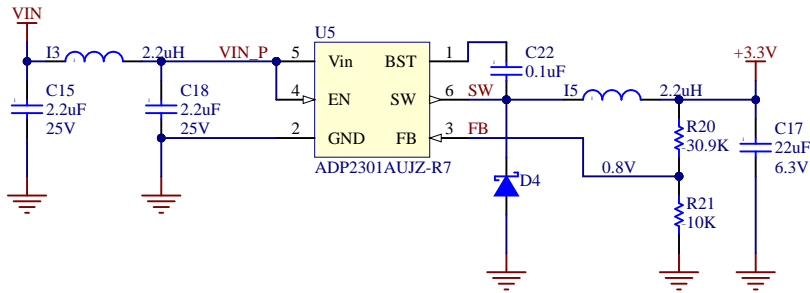 VIN
I3 2.2uH VIN_P
C15
2.2uF
25V
C18
2.2uF
25V
U5
5 Vin BST 1
4 EN SW 6 SW
2 GND FB 3 FB
ADP2301AUJZ-R7
C22
0.1uF
I5 2.2uH
+3.3V
D4
0.8V
R20
30.9K
R21
10K
C17
22uF
6.3V